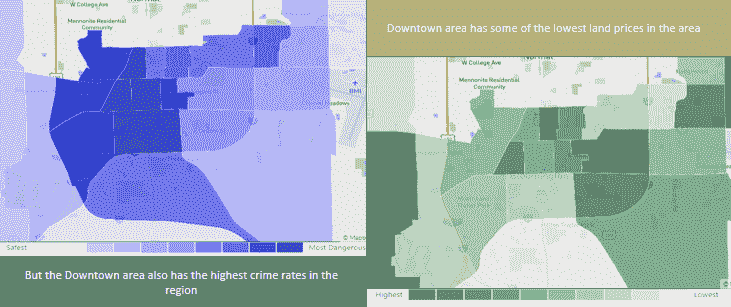 W College Ave
Mennonite Residential
Community
BMI
Meadows
Safest
Most Dangerous
But the Downtown area also has the highest crime rates in the
region
Downtown area has some of the lowest land prices in the area
W College Ave
Mennonite Residential
Community
Highest
Lowest